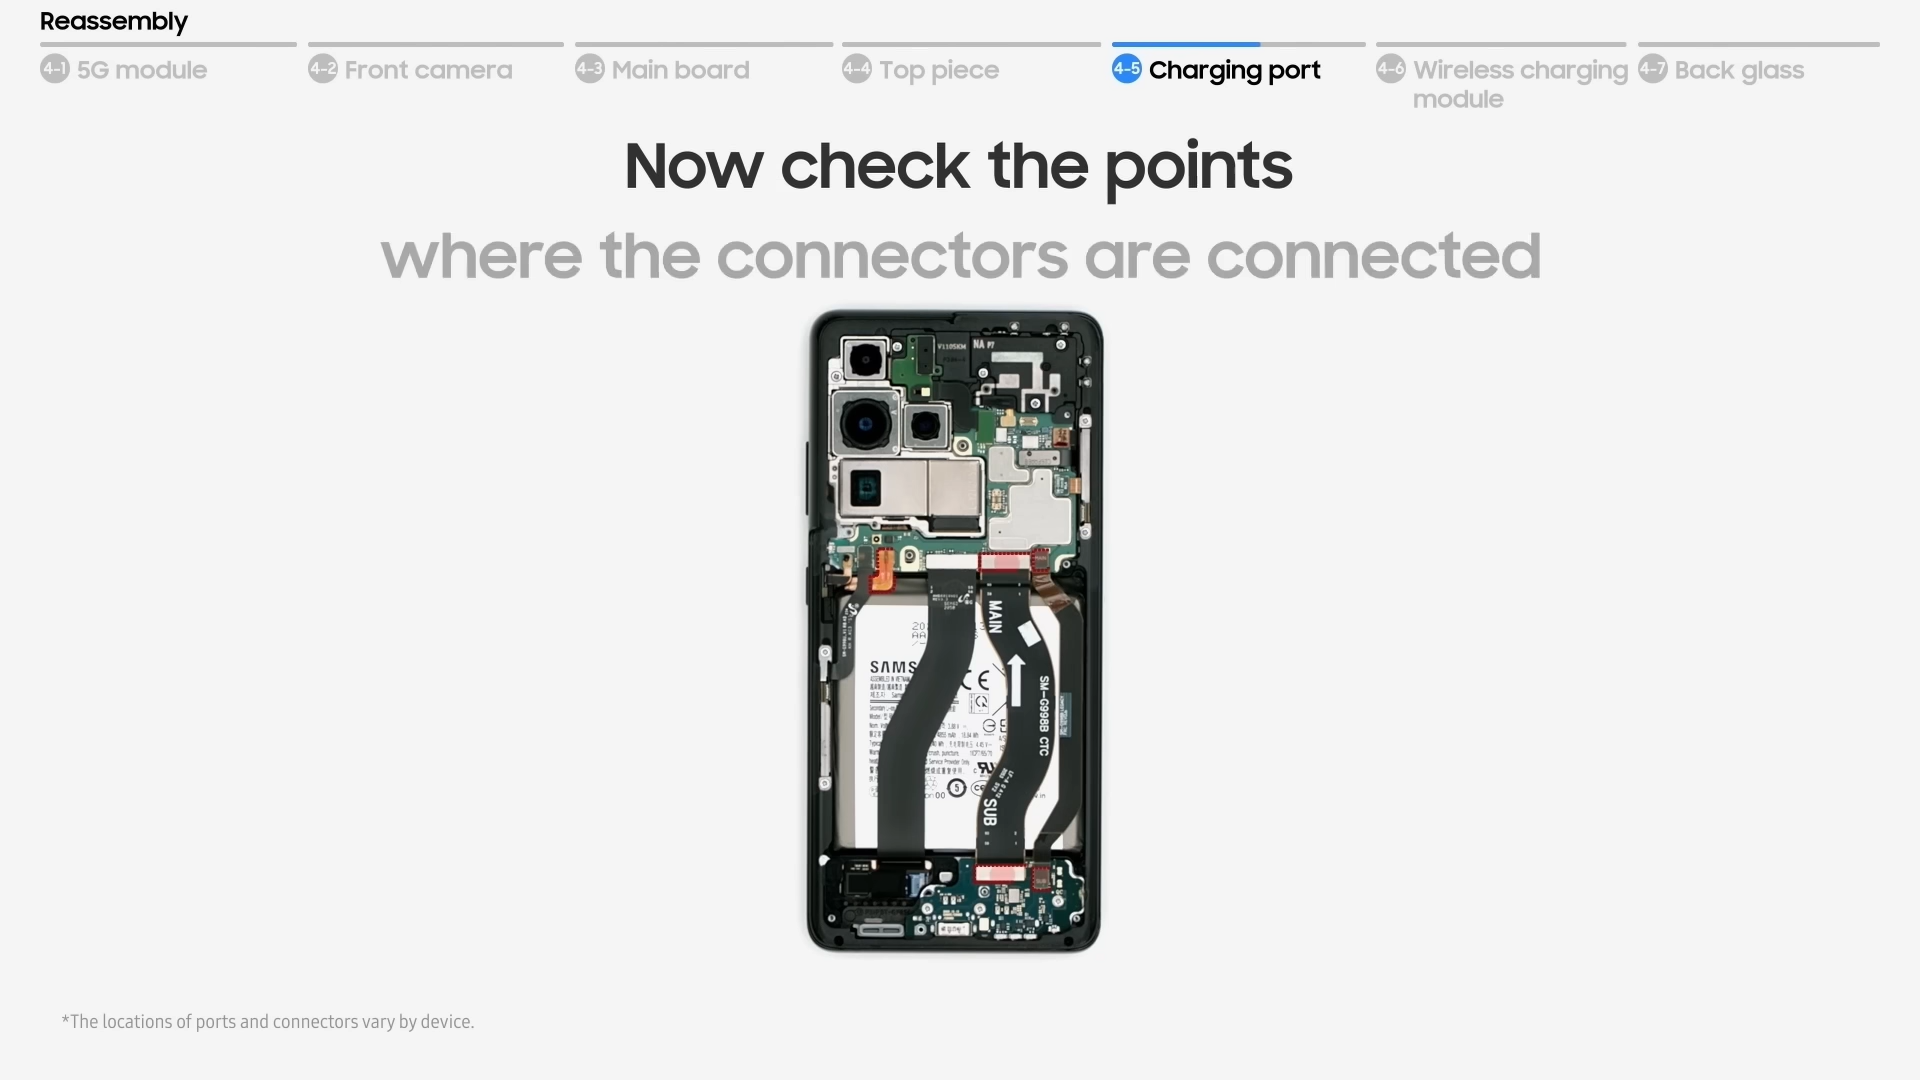 Reassembly
4-1 5G module
4-2 Front camera
4-3 Main board
4-4 Top piece
4-5 Charging port
4-6 Wireless charging
module
4-7 Back glass
Now check the points
where the connectors are connected
NA P7
MAIN
SAMS
SM-G998B CTC
SUB
*The locations of ports and connectors vary by device.